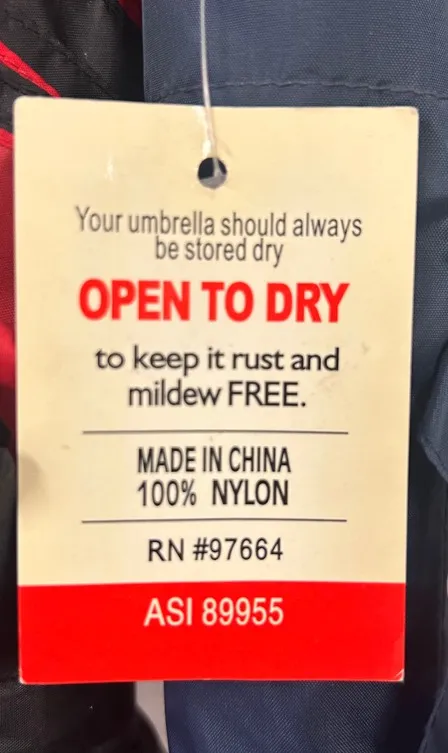 Your umbrella should always
be stored dry
OPEN TO DRY
to keep it rust and
mildew FREE.
MADE IN CHINA
100% NYLON
RN #97664
ASI 89955